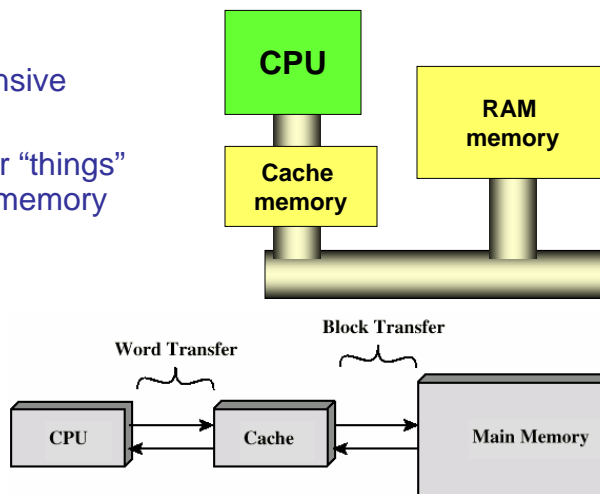 nsive
r “things”
memory
CPU
Cache
memory
RAM
memory
Word Transfer
Block Transfer
CPU
Cache
Main Memory